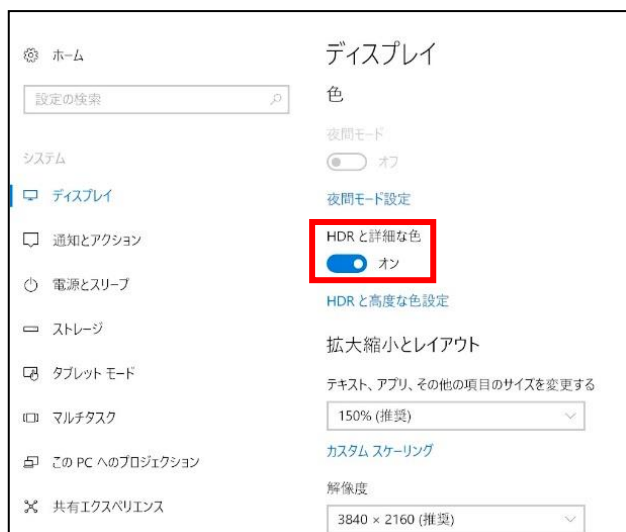 ホーム
設定の検索
システム
ディスプレイ
通知とアクション
電源とスリープ
ストレージ
タブレット モード
マルチタスク
この PC へのプロジェクション
共有エクスペリエンス
ディスプレイ
色
夜間モード
オフ
夜間モード設定
HDR と詳細な色
オン
HDR と高度な色設定
拡大縮小とレイアウト
テキスト、アプリ、その他の項目のサイズを変更する
150% (推奨)
カスタム スケーリング
解像度
3840 × 2160 (推奨)